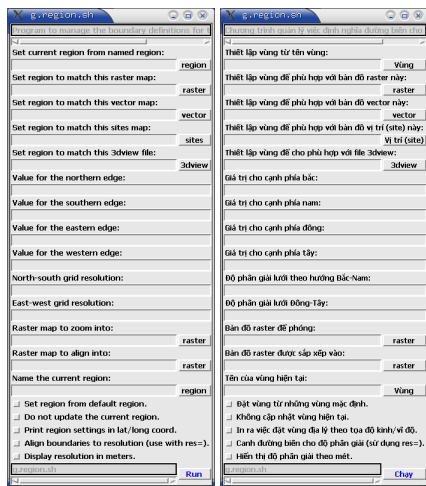 g.region.sh
Program to manage the boundary definitions for t
Set current region from named region:
region
Set region to match this raster map:
raster
Set region to match this vector map:
vector
Set region to match this sites map:
sites
Set region to match this 3dview file:
3dview
Value for the northern edge:
Value for the southern edge:
Value for the eastern edge:
Value for the western edge:
North-south grid resolution:
East-west grid resolution:
Raster map to zoom into:
raster
Raster map to align into:
raster
Name the current region:
region
Set region from default region.
Do not update the current region.
Print region settings in lat/long coord.
Align boundaries to resolution (use with res=).
Display resolution in meters.
g.region.sh
Run
g.region.en
Chương trình quản lý việc định nghĩa đường biên cho
Thiết lập vùng từ tên vùng:
Vùng
Thiết lập vùng để phù hợp với bản đồ raster này:
raster
Thiết lập vùng để phù hợp với bản đồ vector này:
vector
Thiết lập vùng để phù hợp với bản đồ vị trí (site) này:
Vị trí (site)
Thiết lập vùng để cho phù hợp với file 3dview:
3dview
Giá trị cho cạnh phía bắc:
Giá trị cho cạnh phía nam:
Giá trị cho cạnh phía đông:
Giá trị cho cạnh phía tây:
Độ phân giải lưới theo hướng Bắc-Nam:
Độ phân giải lưới Đông-Tây:
Bản đồ raster để phóng:
raster
Bản đồ raster được sắp xếp vào:
raster
Tên của vùng hiện tại:
Vùng
Đặt vùng từ những vùng mặc định.
Không cập nhật vùng hiện tại.
In ra việc đặt vùng địa lý theo tọa độ kinh/vĩ độ.
Canh đường biên cho độ phân giải (sử dụng res=).
Hiển thị độ phân giải theo mét.
g.region.sh
Chạy